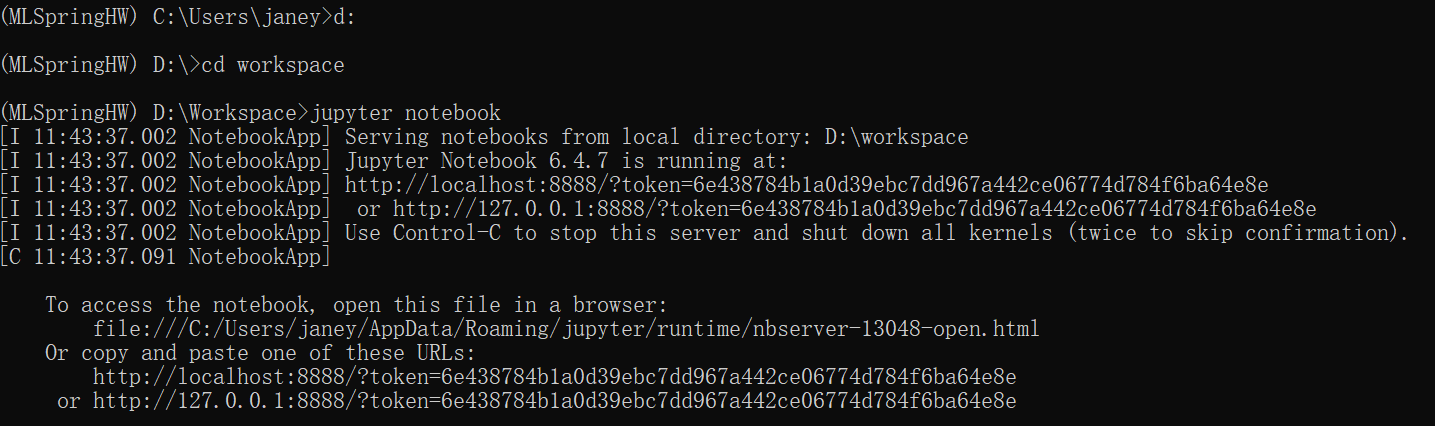 (MLSpringHW) C:\Users\janey>d:
(MLSpringHW) D:\>cd workspace
(MLSpringHW) D:\Workspace>jupyter notebook
[I 11:43:37.002 NotebookApp] Serving notebooks from local directory: D:\workspace
[I 11:43:37.002 NotebookApp] Jupyter Notebook 6.4.7 is running at:
[I 11:43:37.002 NotebookApp] http://localhost:8888/?token=6e438784b1a0d39ebc7dd967a442ce06774d784f6ba64e8e
[I 11:43:37.002 NotebookApp]  or http://127.0.0.1:8888/?token=6e438784b1a0d39ebc7dd967a442ce06774d784f6ba64e8e
[I 11:43:37.002 NotebookApp] Use Control-C to stop this server and shut down all kernels (twice to skip confirmation).
[C 11:43:37.091 NotebookApp]
To access the notebook, open this file in a browser:
file:///C:/Users/janey/AppData/Roaming/jupyter/runtime/nbserver-13048-open.html
Or copy and paste one of these URLs:
http://localhost:8888/?token=6e438784b1a0d39ebc7dd967a442ce06774d784f6ba64e8e
or http://127.0.0.1:8888/?token=6e438784b1a0d39ebc7dd967a442ce06774d784f6ba64e8e